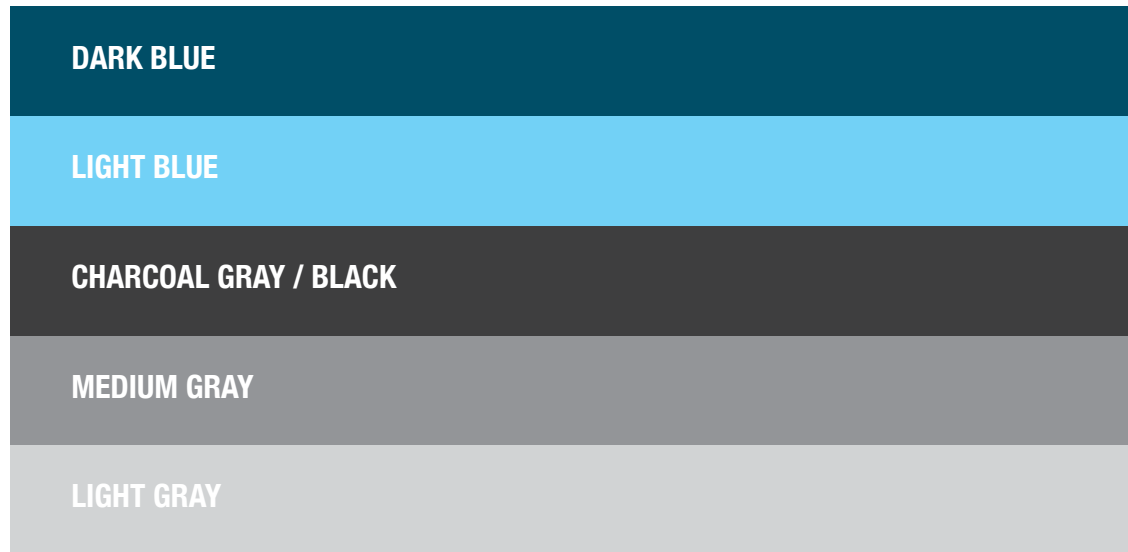 DARK BLUE
LIGHT BLUE
CHARCOAL GRAY / BLACK
MEDIUM GRAY
LIGHT GRAY